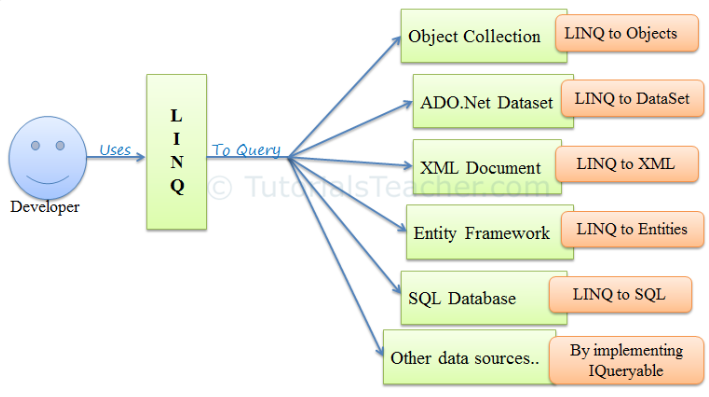 Object Collection
LINQ to Objects
ADO.Net Dataset
LINQ to DataSet
L
I
N
Q
Uses
To Query
XML Document
LINQ to XML
© TutorialsTeacher.com
Developer
Entity Framework
LINQ to Entities
SQL Database
LINQ to SQL
Other data sources..
By implementing
IQueryable